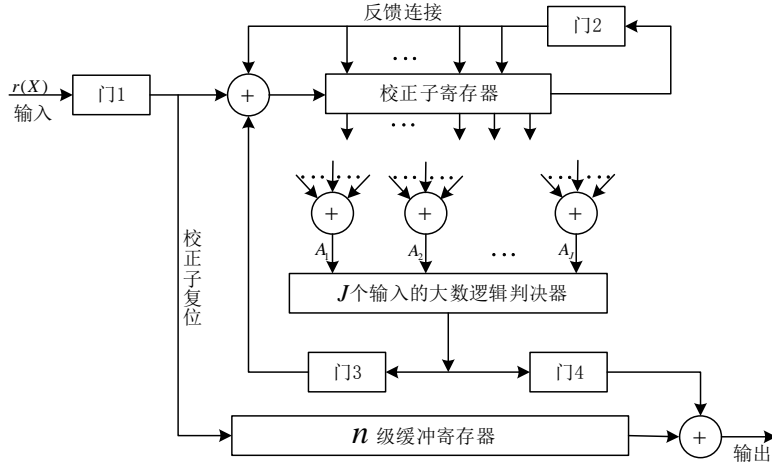 反馈连接
门2
r(X)
输入
门1
+
校正子寄存器
+
+
+
A₁
A₂
A_J
校正子复位
J个输入的大数逻辑判决器
门3
门4
n 级缓冲寄存器
+
输出